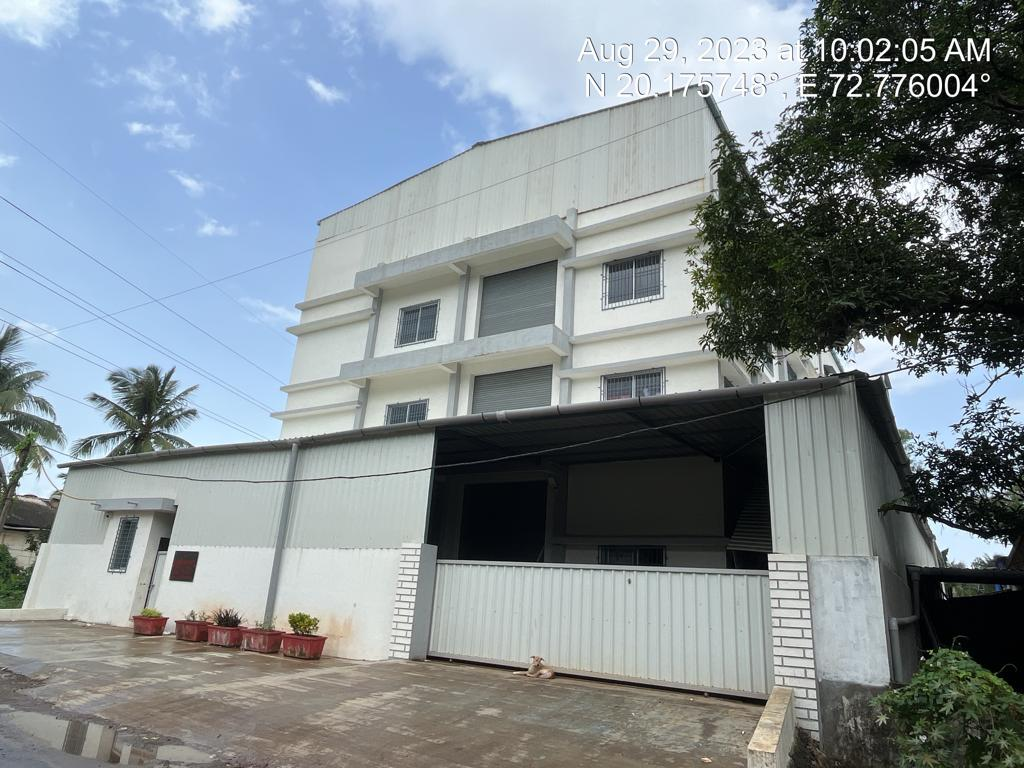 Aug 29, 2023 at 10:02:05 AM
N 20.175748°, E 72.776004°